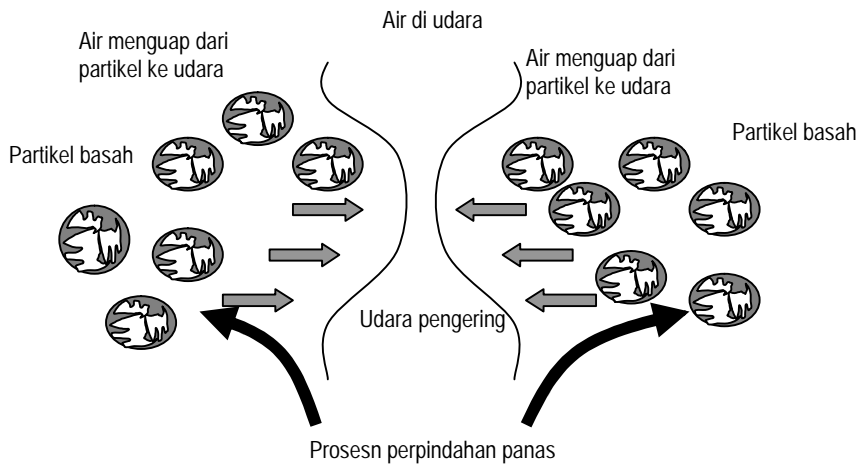 Air di udara
Air menguap dari
partikel ke udara
Air menguap dari
partikel ke udara
Partikel basah
Partikel basah
Udara pengering
Prosesn perpindahan panas